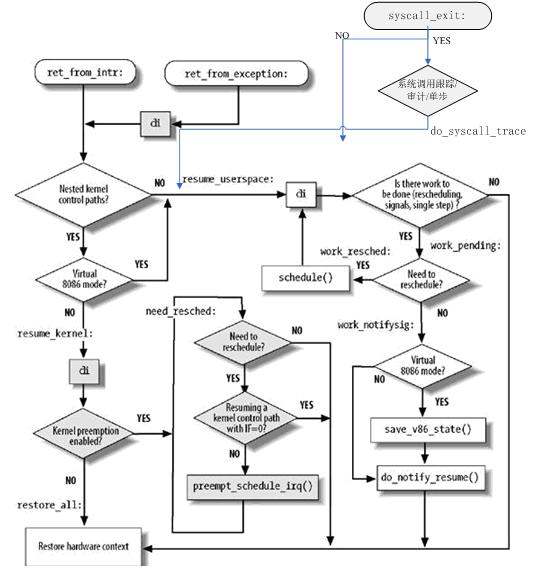 syscall_exit:
NO
YES
ret_from_intr:
ret_from_exception:
系统调用跟踪/
审计/单步
cli
do_syscall_trace
Nested kernel
control paths?
NO
resume_userspace:
cli
Is there work to
be done (rescheduling,
signals, single step) ?
NO
YES
YES
work_pending:
work_resched:
Virtual
8086 mode?
YES
schedule()
YES
Need to
reschedule?
NO
need_resched:
NO
work_notifysig:
resume_kernel:
Need to
reschedule?
NO
cli
Virtual
8086 mode?
NO
YES
YES
Kernel preemption
enabled?
YES
Resuming a
kernel control path
with IF=0?
YES
save_v86_state()
NO
NO
preempt_schedule_irq()
do_notify_resume()
restore_all:
Restore hardware context